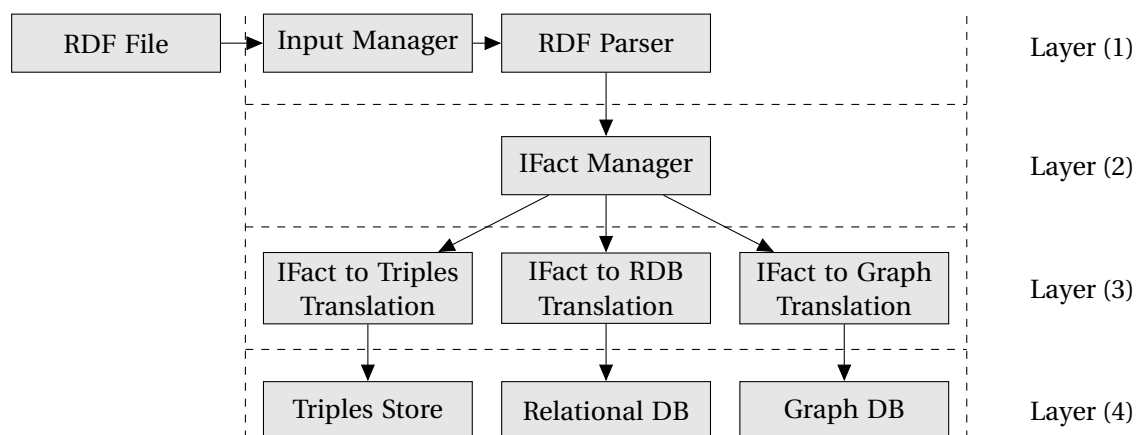 RDF File
Input Manager
RDF Parser
Layer (1)
IFact Manager
Layer (2)
IFact to Triples
Translation
IFact to RDB
Translation
IFact to Graph
Translation
Layer (3)
Triples Store
Relational DB
Graph DB
Layer (4)